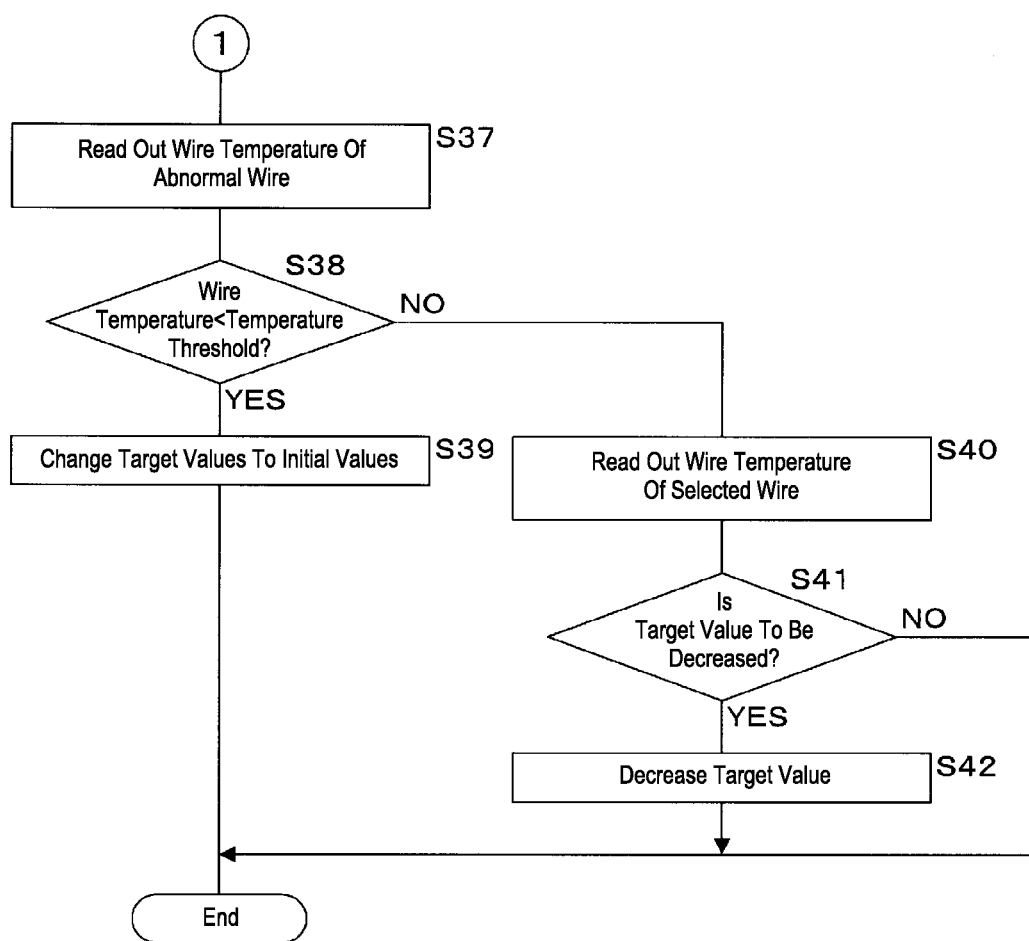 1
Read Out Wire Temperature Of
Abnormal Wire
S37
S38
Wire
Temperature<Temperature
Threshold?
NO
YES
Change Target Values To Initial Values
S39
Read Out Wire Temperature
Of Selected Wire
S40
S41
Is
Target Value To Be
Decreased?
NO
YES
Decrease Target Value
S42
End